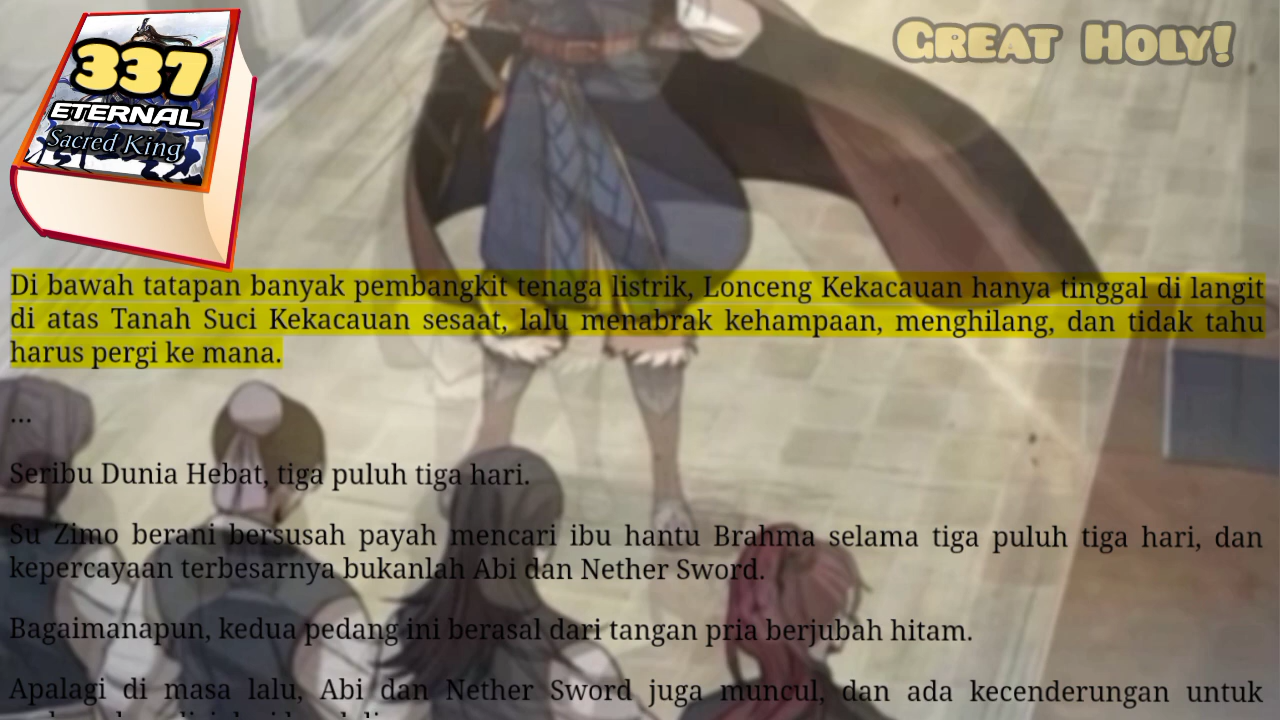 GREAT HOLY!
337
ETERNAL
Sacred King
Di bawah tatapan banyak pembangkit tenaga listrik, Lonceng Kekacauan hanya tinggal di langit
di atas Tanah Suci Kekacauan sesaat, lalu menabrak kehampaan, menghilang, dan tidak tahu
harus pergi ke mana.
...
Seribu Dunia Hebat, tiga puluh tiga hari.
Su Zimo berani bersusah payah mencari ibu hantu Brahma selama tiga puluh tiga hari, dan
kepercayaan terbesarnya bukanlah Abi dan Nether Sword.
Bagaimanapun, kedua pedang ini berasal dari tangan pria berjubah hitam.
Apalagi di masa lalu, Abi dan Nether Sword juga muncul, dan ada kecenderungan untuk